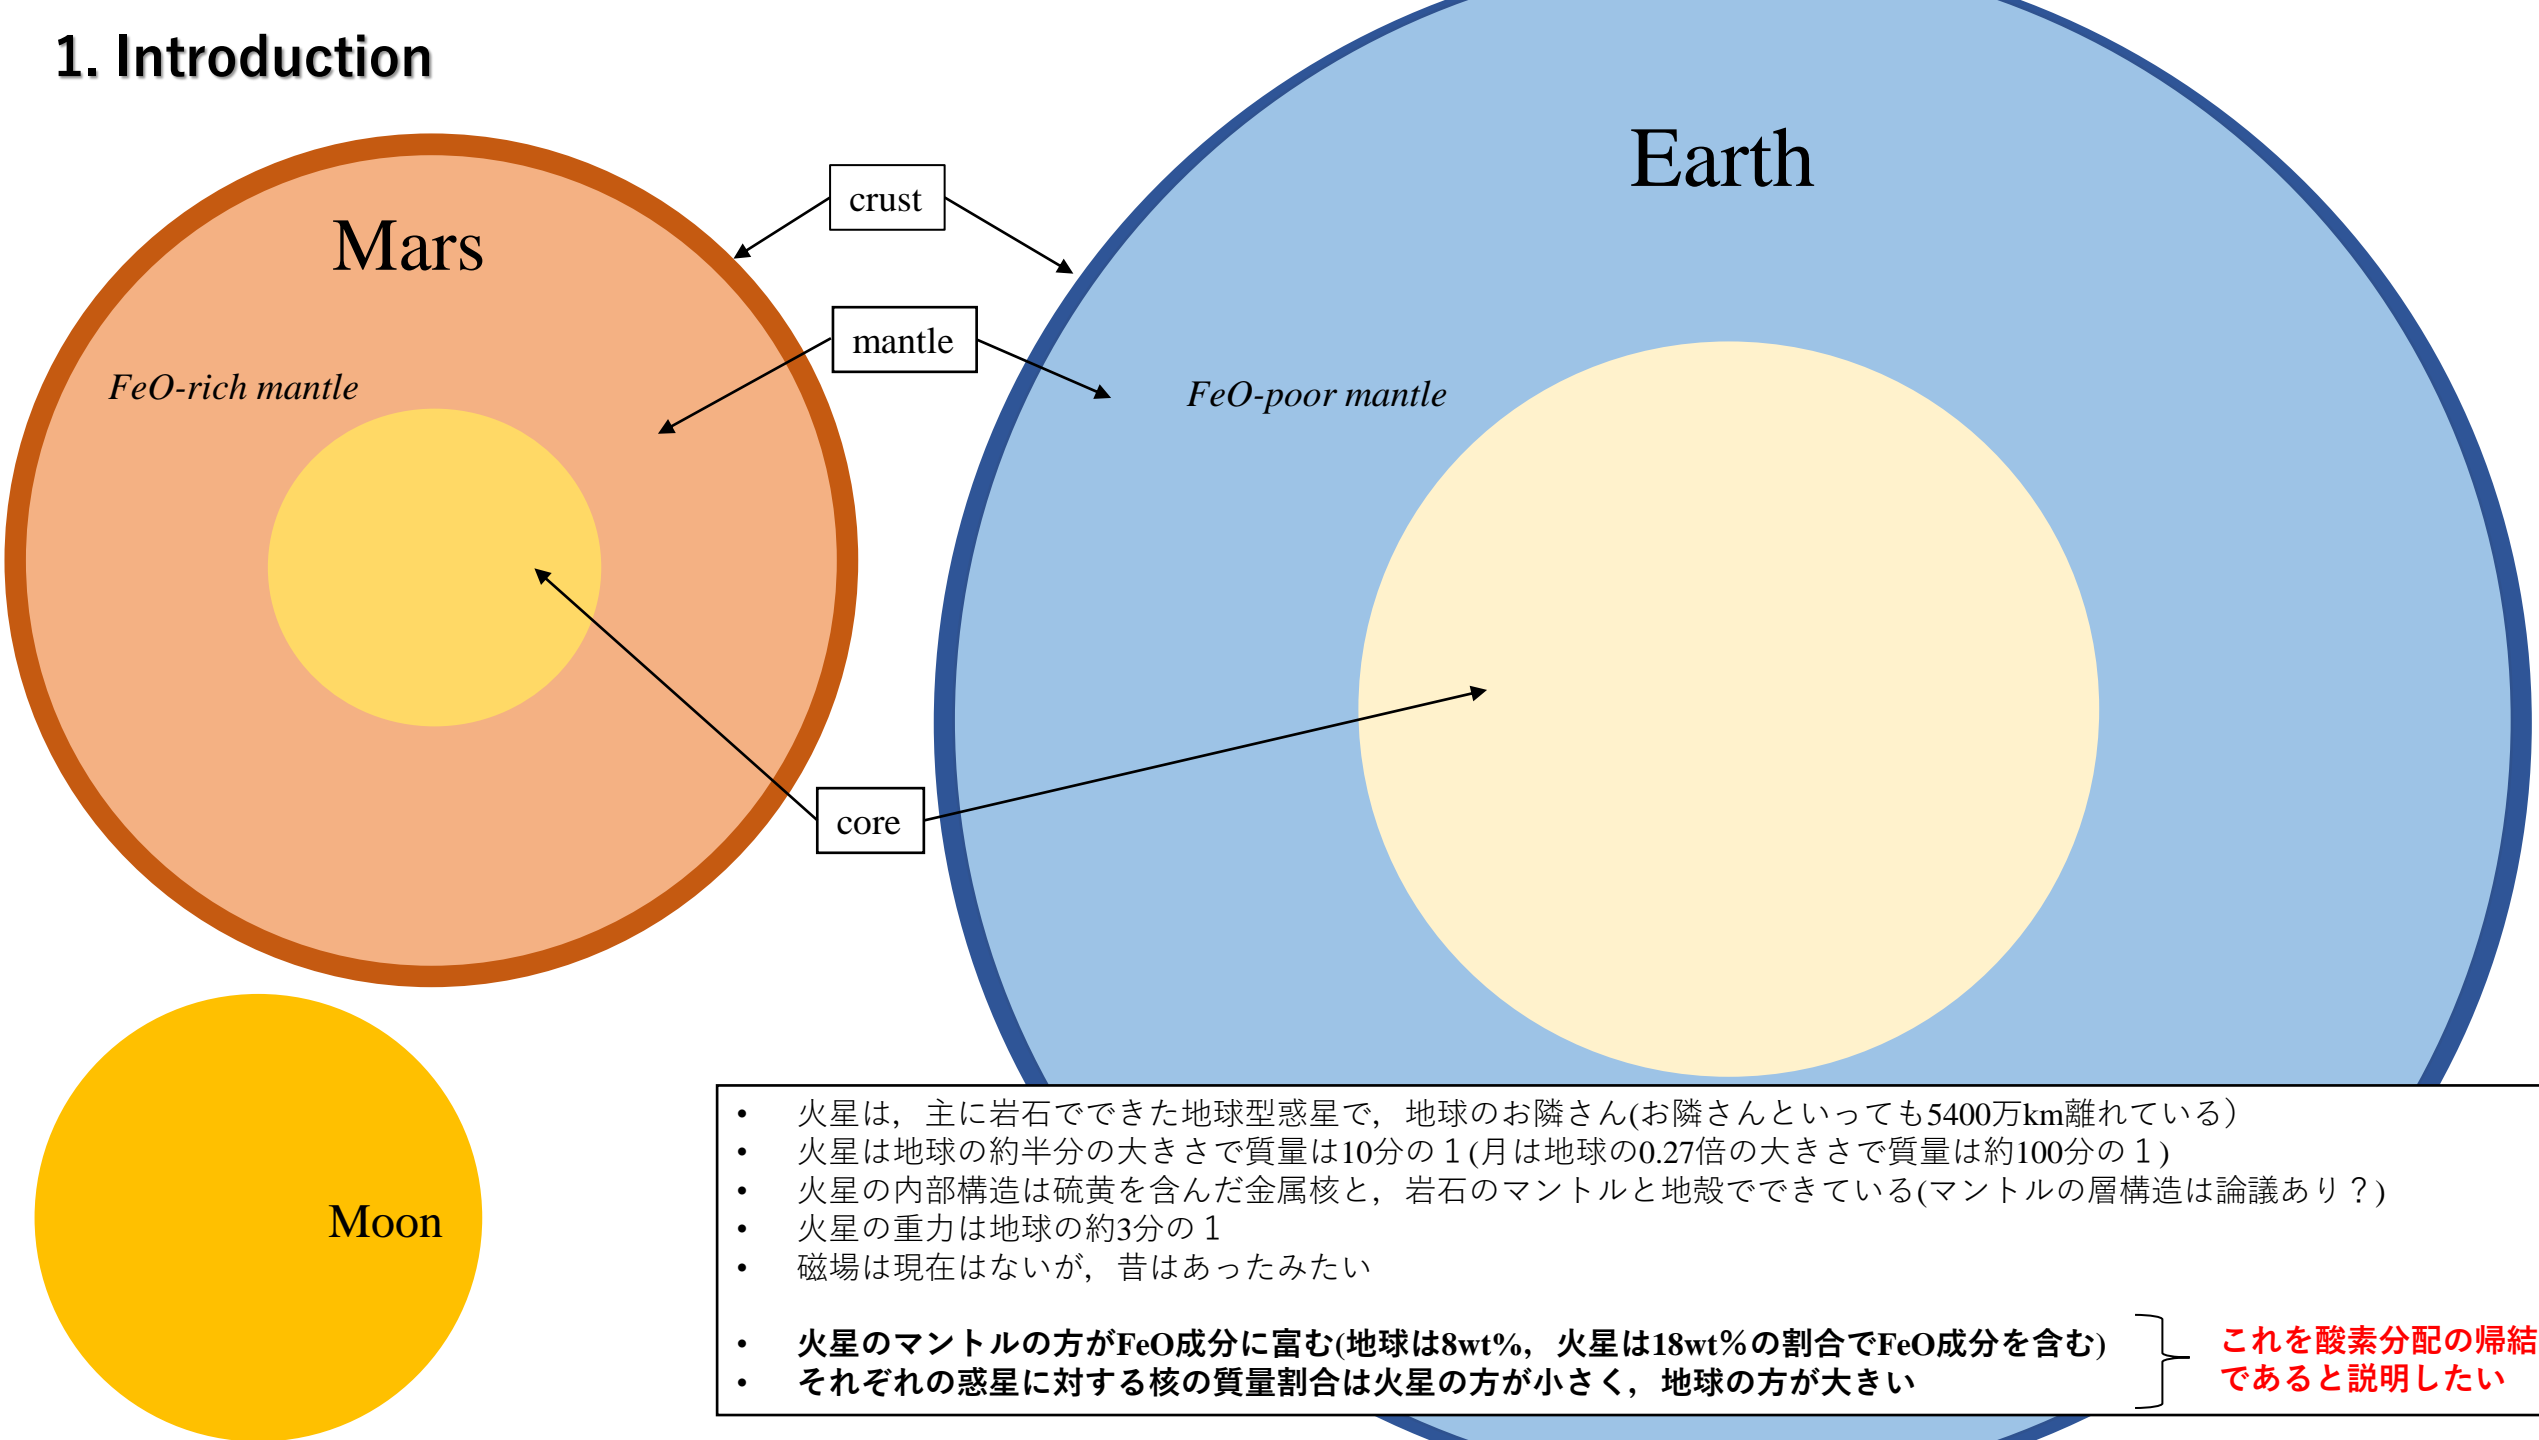 1. Introduction
Earth
Mars
crust
mantle
FeO-rich mantle
FeO-poor mantle
core
Moon
• 火星は，主に岩石でできた地球型惑星で，地球のお隣さん(お隣さんといっても5400万km離れている）
• 火星は地球の約半分の大きさで質量は10分の１(月は地球の0.27倍の大きさで質量は約100分の１)
• 火星の内部構造は硫黄を含んだ金属核と，岩石のマントルと地殻でできている(マントルの層構造は論議あり？)
• 火星の重力は地球の約3分の１
• 磁場は現在はないが，昔はあったみたい
• 火星のマントルの方がFeO成分に富む(地球は8wt%，火星は18wt％の割合でFeO成分を含む)
• それぞれの惑星に対する核の質量割合は火星の方が小さく，地球の方が大きい
これを酸素分配の帰結
であると説明したい